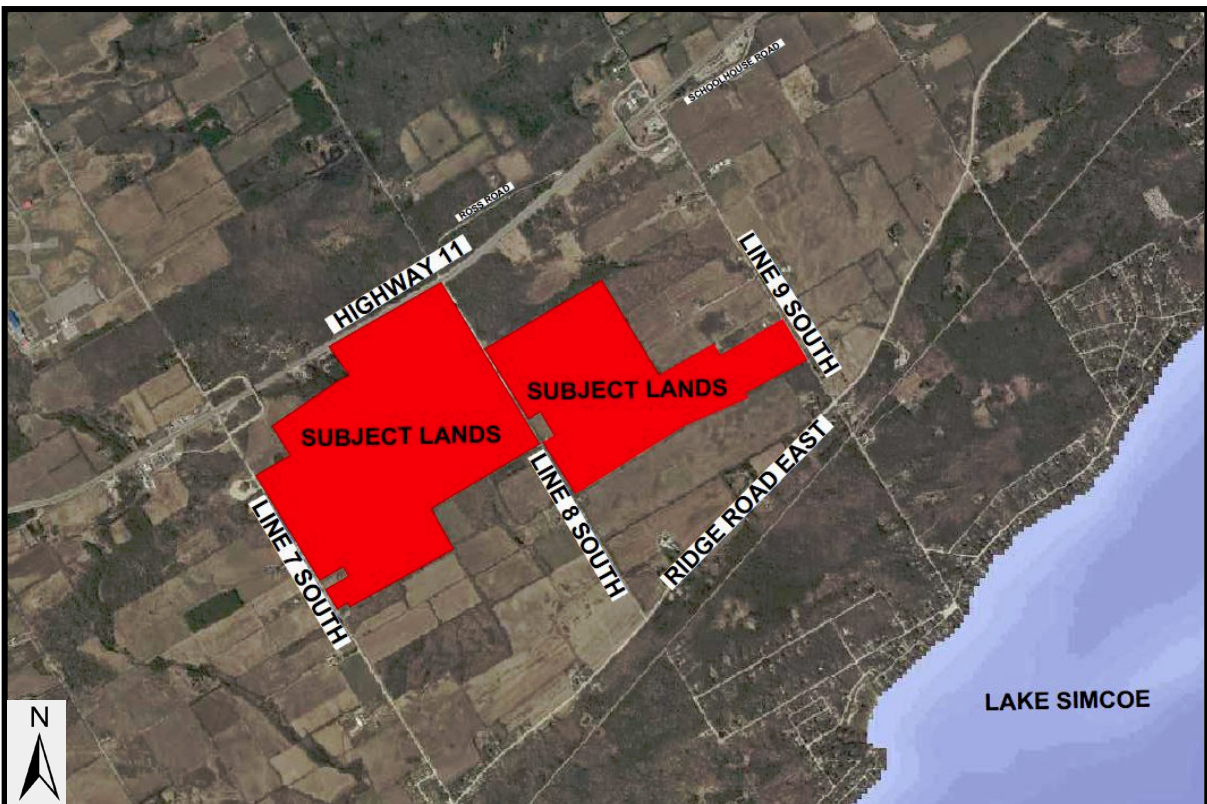 SCHOOLHOUSE ROAD
ROSS ROAD
HIGHWAY 11
LINE 9 SOUTH
SUBJECT LANDS
SUBJECT LANDS
LINE 8 SOUTH
RIDGE ROAD EAST
LINE 7 SOUTH
LAKE SIMCOE
N